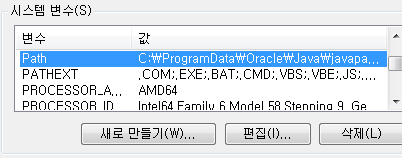 시스템 변수(S)
변수 값
Path C:₩ProgramData₩Oracle₩Java₩javapa...
PATHEXT .COM;.EXE;.BAT;.CMD;.VBS;.VBE;.JS;...
PROCESSOR_A... AMD64
PROCESSOR_ID Intel64 Family 6 Model 58 Stepping 9, Ge
새로 만들기(W)... 편집(I)... 삭제(L)